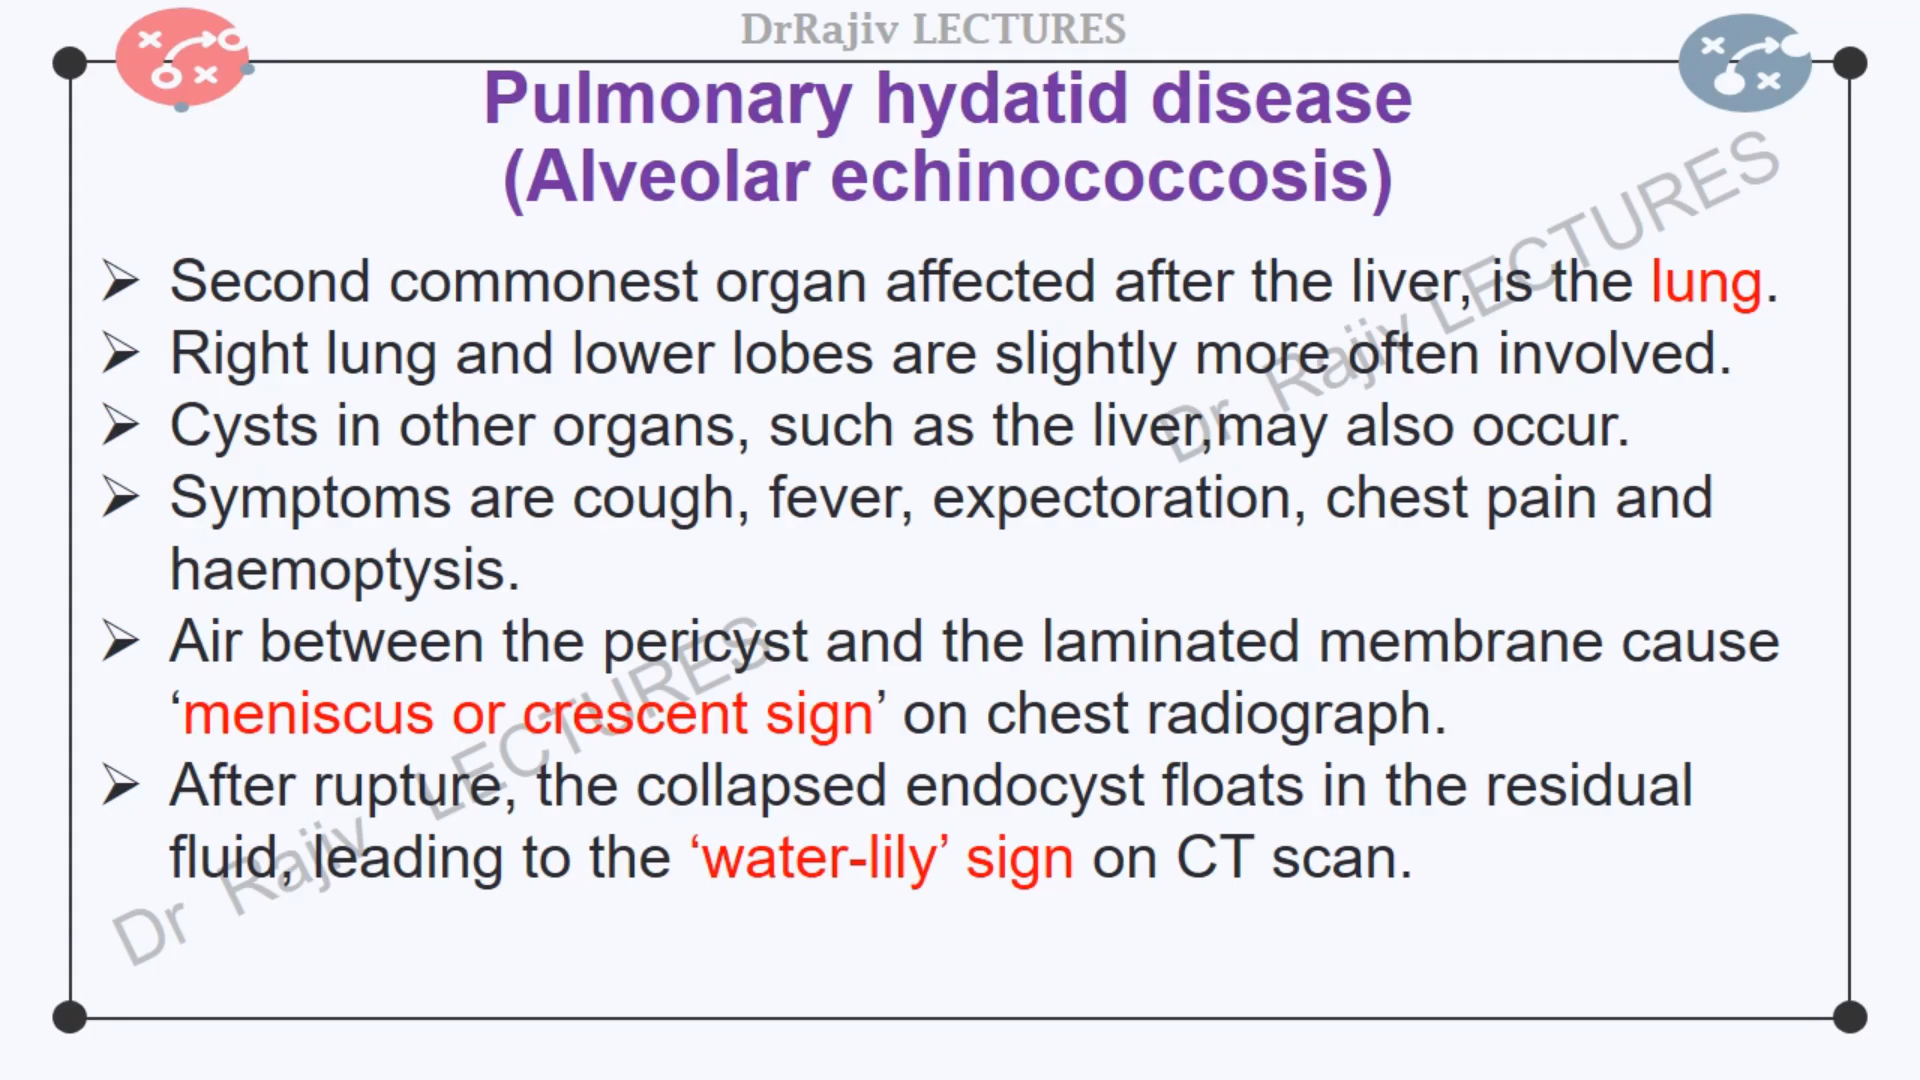 DrRajiv LECTURES
Pulmonary hydatid disease
(Alveolar echinococcosis)
Second commonest organ affected after the liver, is the lung.
Right lung and lower lobes are slightly more often involved.
Cysts in other organs, such as the liver,may also occur.
Symptoms are cough, fever, expectoration, chest pain and
haemoptysis.
Air between the pericyst and the laminated membrane cause
‘meniscus or crescent sign’ on chest radiograph.
After rupture, the collapsed endocyst floats in the residual
fluid, leading to the ‘water-lily’ sign on CT scan.
Dr Rajiv LECTURES
Dr Rajiv LECTURES